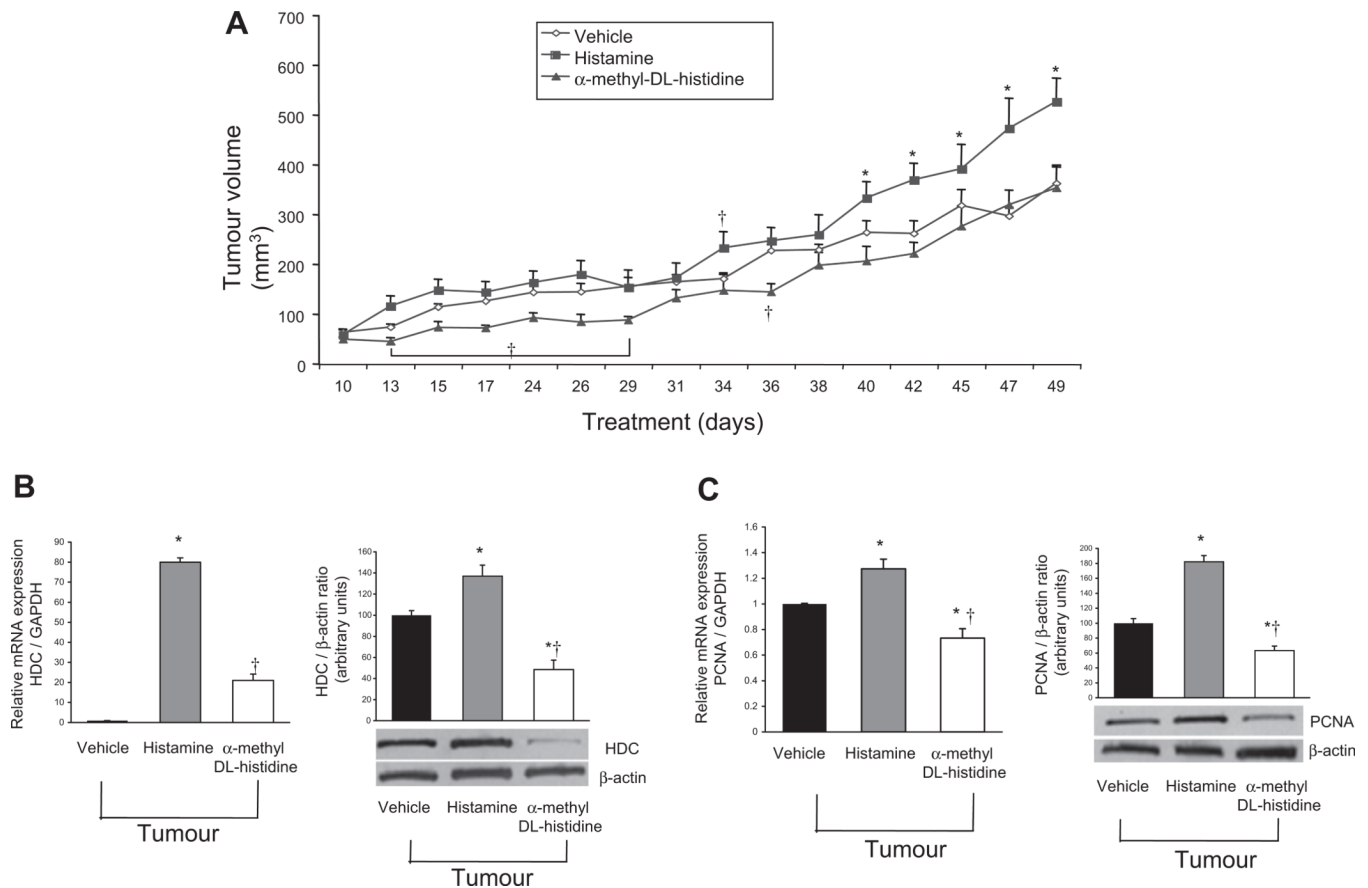 A
700
600
500
400
300
200
100
0
Tumour volume
(mm³)
Vehicle
Histamine
α-methyl-DL-histidine
* * * * *
†
†
†
10 13 15 17 24 26 29 31 34 36 38 40 42 45 47 49
Treatment (days)
B
Relative mRNA expression
HDC / GAPDH
90
80
70
60
50
40
30
20
10
0
*
†
Vehicle Histamine α-methyl
DL-histidine
Tumour
HDC / β-actin ratio
(arbitrary units)
160
140
120
100
80
60
40
20
0
*
*†
HDC
β-actin
Vehicle Histamine α-methyl
DL-histidine
Tumour
C
Relative mRNA expression
PCNA / GAPDH
1.6
1.4
1.2
1
0.8
0.6
0.4
0.2
0
*
* †
Vehicle Histamine α-methyl
DL-histidine
Tumour
PCNA / β-actin ratio
(arbitrary units)
200
180
160
140
120
100
80
60
40
20
0
*
*†
PCNA
β-actin
Vehicle Histamine α-methyl
DL-histidine
Tumour